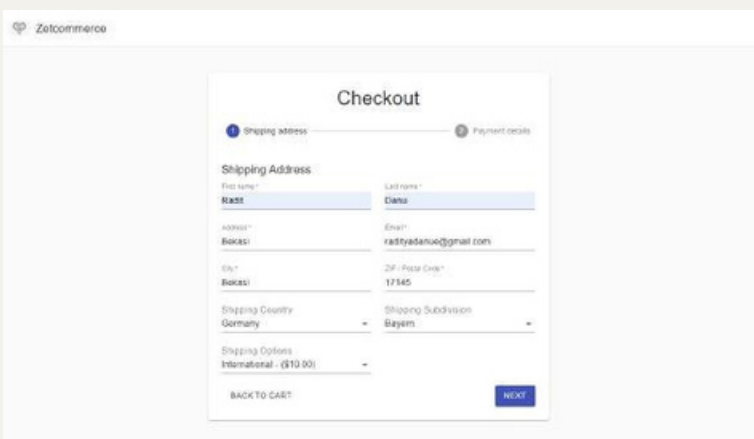 Zetcommerce
Checkout
1 Shipping address 2 Payment details
Shipping Address
First name * Last name *
Radit Danu
Address * Email *
Bekasi radityadanue@gmail.com
City * ZIP / Postal Code *
Bekasi 17145
Shipping Country Shipping Subdivision
Germany Bayern
Shipping Options
International - ($10.00)
BACK TO CART NEXT